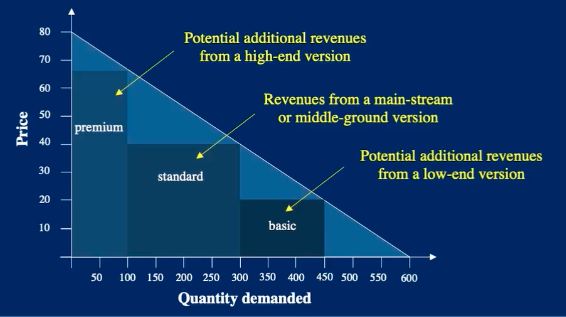 Potential additional revenues
from a high-end version
Revenues from a main-stream
or middle-ground version
Potential additional revenues
from a low-end version
premium
standard
basic
Price
80
70
60
50
40
30
20
10
50 100 150 200 250 300 350 400 450 500 550 600
Quantity demanded